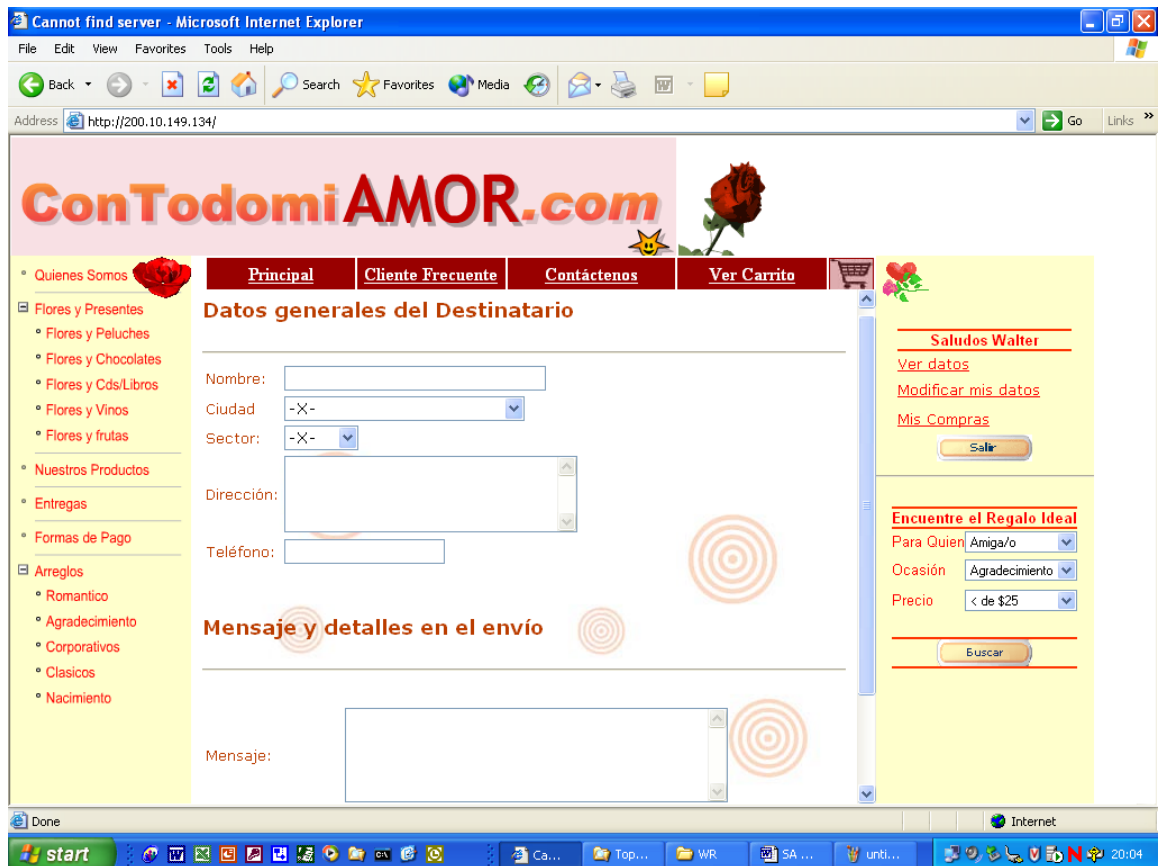 Cannot find server - Microsoft Internet Explorer
File Edit View Favorites Tools Help
Back Search Favorites Media
Address http://200.10.149.134/ Go Links »
ConTodomiAMOR.com
Principal Cliente Frecuente Contáctenos Ver Carrito
Quienes Somos
Flores y Presentes
Flores y Peluches
Flores y Chocolates
Flores y Cds/Libros
Flores y Vinos
Flores y frutas
Nuestros Productos
Entregas
Formas de Pago
Arreglos
Romantico
Agradecimiento
Corporativos
Clasicos
Nacimiento
Datos generales del Destinatario
Nombre:
Ciudad -X-
Sector: -X-
Dirección:
Teléfono:
Mensaje y detalles en el envío
Mensaje:
Saludos Walter
Ver datos
Modificar mis datos
Mis Compras
Salir
Encuentre el Regalo Ideal
Para Quien Amiga/o
Ocasión Agradecimiento
Precio < de $25
Buscar
Done Internet
start Ca... Top... WR SA ... unti... 20:04